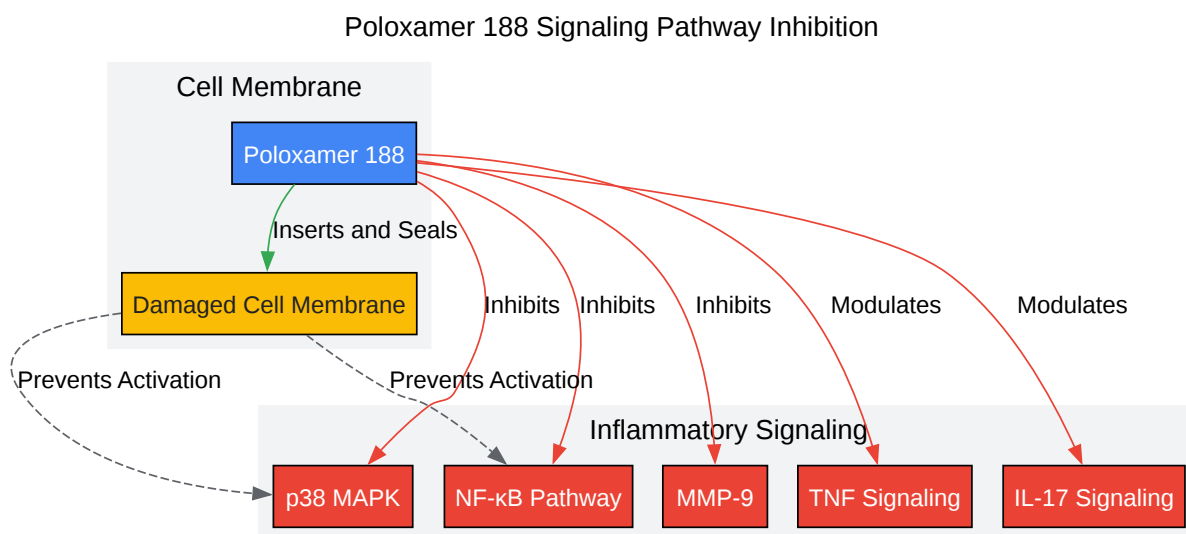 Poloxamer 188 Signaling Pathway Inhibition
Cell Membrane
Poloxamer 188
Inserts and Seals
Damaged Cell Membrane
Inhibits
Inhibits
Inhibits
Modulates
Modulates
Prevents Activation
Prevents Activation
Inflammatory Signaling
p38 MAPK
NF-κB Pathway
MMP-9
TNF Signaling
IL-17 Signaling